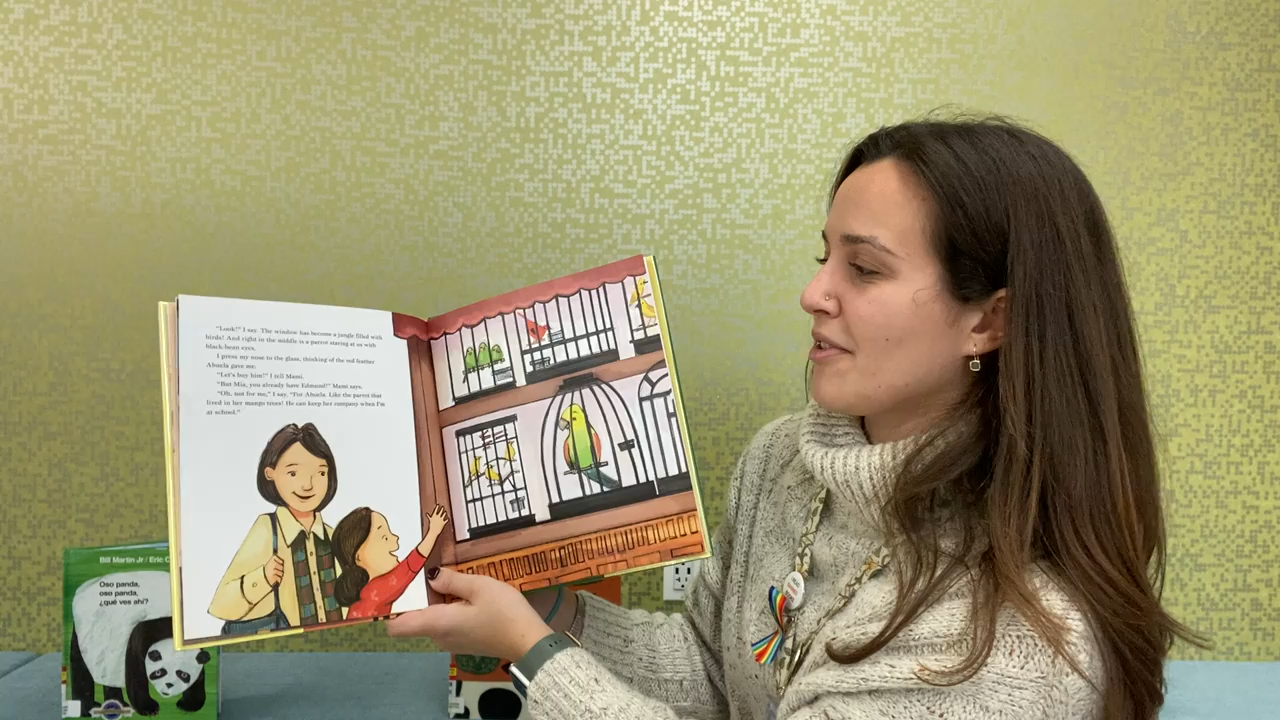 "Look!" I say. The window has become a jungle filled with
birds! And right in the middle is a parrot staring at us with
black-bean eyes.
I press my nose to the glass, thinking of the red feather
Abuela gave me.
"Let's buy him!" I tell Mami.
"But Mia, you already have Edmund!" Mami says.
"Oh, not for me," I say. "For Abuela. Like the parrot that
lived in her mango trees! He can keep her company when I'm
at school."
Bill Martin Jr / Eric C
Oso panda,
oso panda,
¿qué ves ahí?